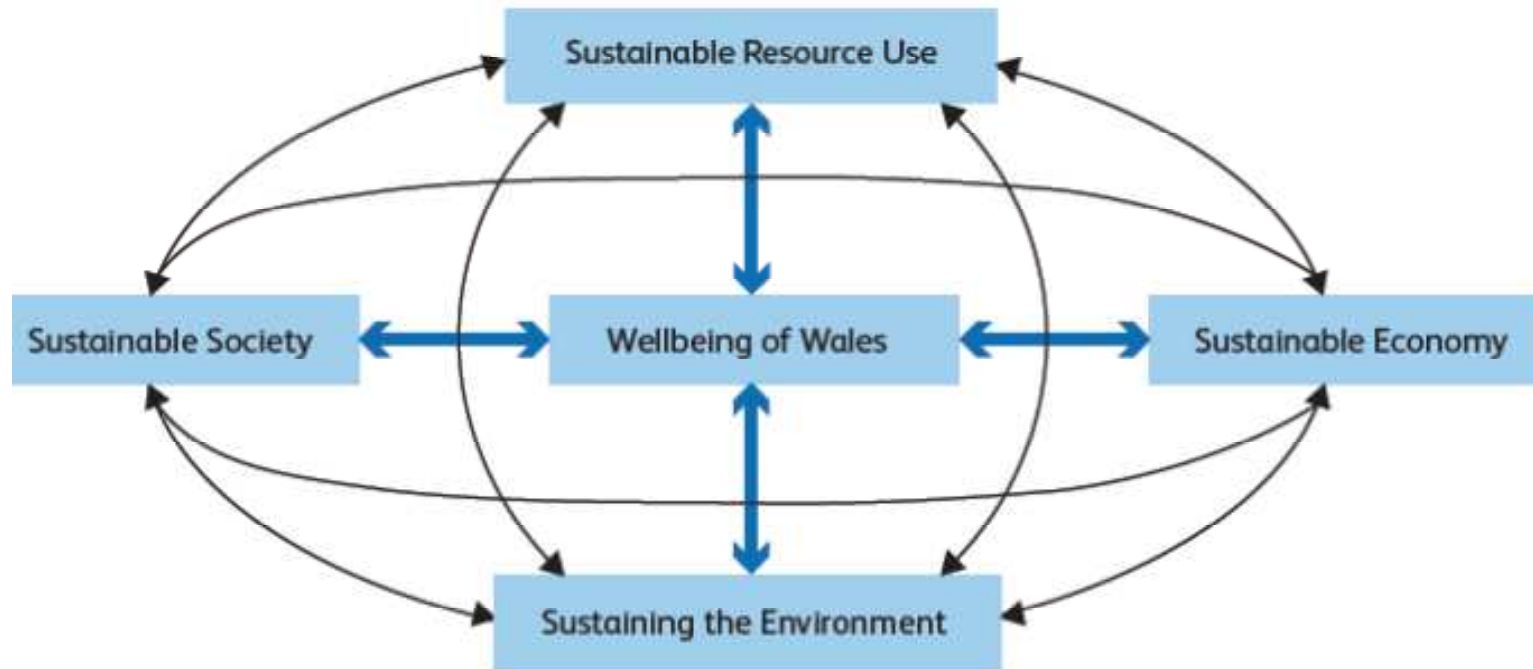 Sustainable Resource Use
Sustainable Society
Wellbeing of Wales
Sustainable Economy
Sustaining the Environment